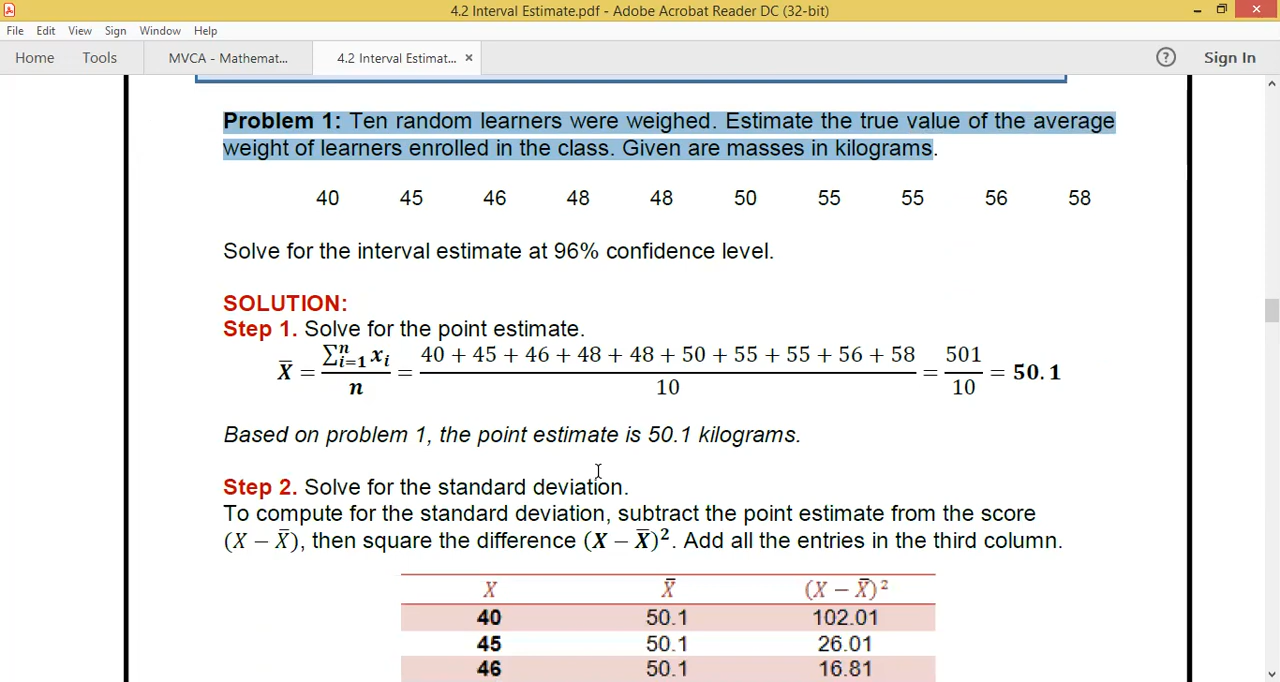 4.2 Interval Estimate.pdf - Adobe Acrobat Reader DC (32-bit)
File Edit View Sign Window Help
Home Tools MVCA - Mathemat... 4.2 Interval Estimat... × ? Sign In
Problem 1: Ten random learners were weighed. Estimate the true value of the average
weight of learners enrolled in the class. Given are masses in kilograms.
40 45 46 48 48 50 55 55 56 58
Solve for the interval estimate at 96% confidence level.
SOLUTION:
Step 1. Solve for the point estimate.
X̅ = ∑ⁿᵢ₌₁ xᵢ / n = 40 + 45 + 46 + 48 + 48 + 50 + 55 + 55 + 56 + 58 / 10 = 501 / 10 = 50.1
Based on problem 1, the point estimate is 50.1 kilograms.
Step 2. Solve for the standard deviation.
To compute for the standard deviation, subtract the point estimate from the score
(X − X̅), then square the difference (X − X̅)². Add all the entries in the third column.
X X̅ (X − X̅)²
40 50.1 102.01
45 50.1 26.01
46 50.1 16.81